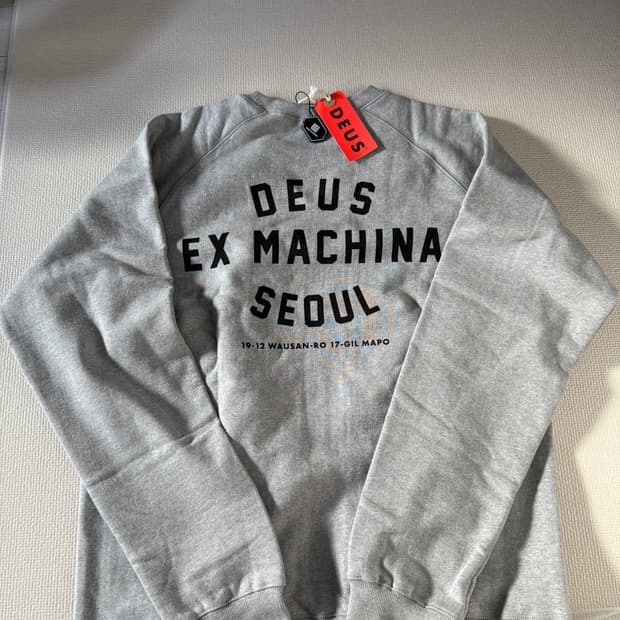 DEUS
DEUS
EX MACHINA
SEOUL
19-12 WAUSAN-RO 17-GIL MAPO